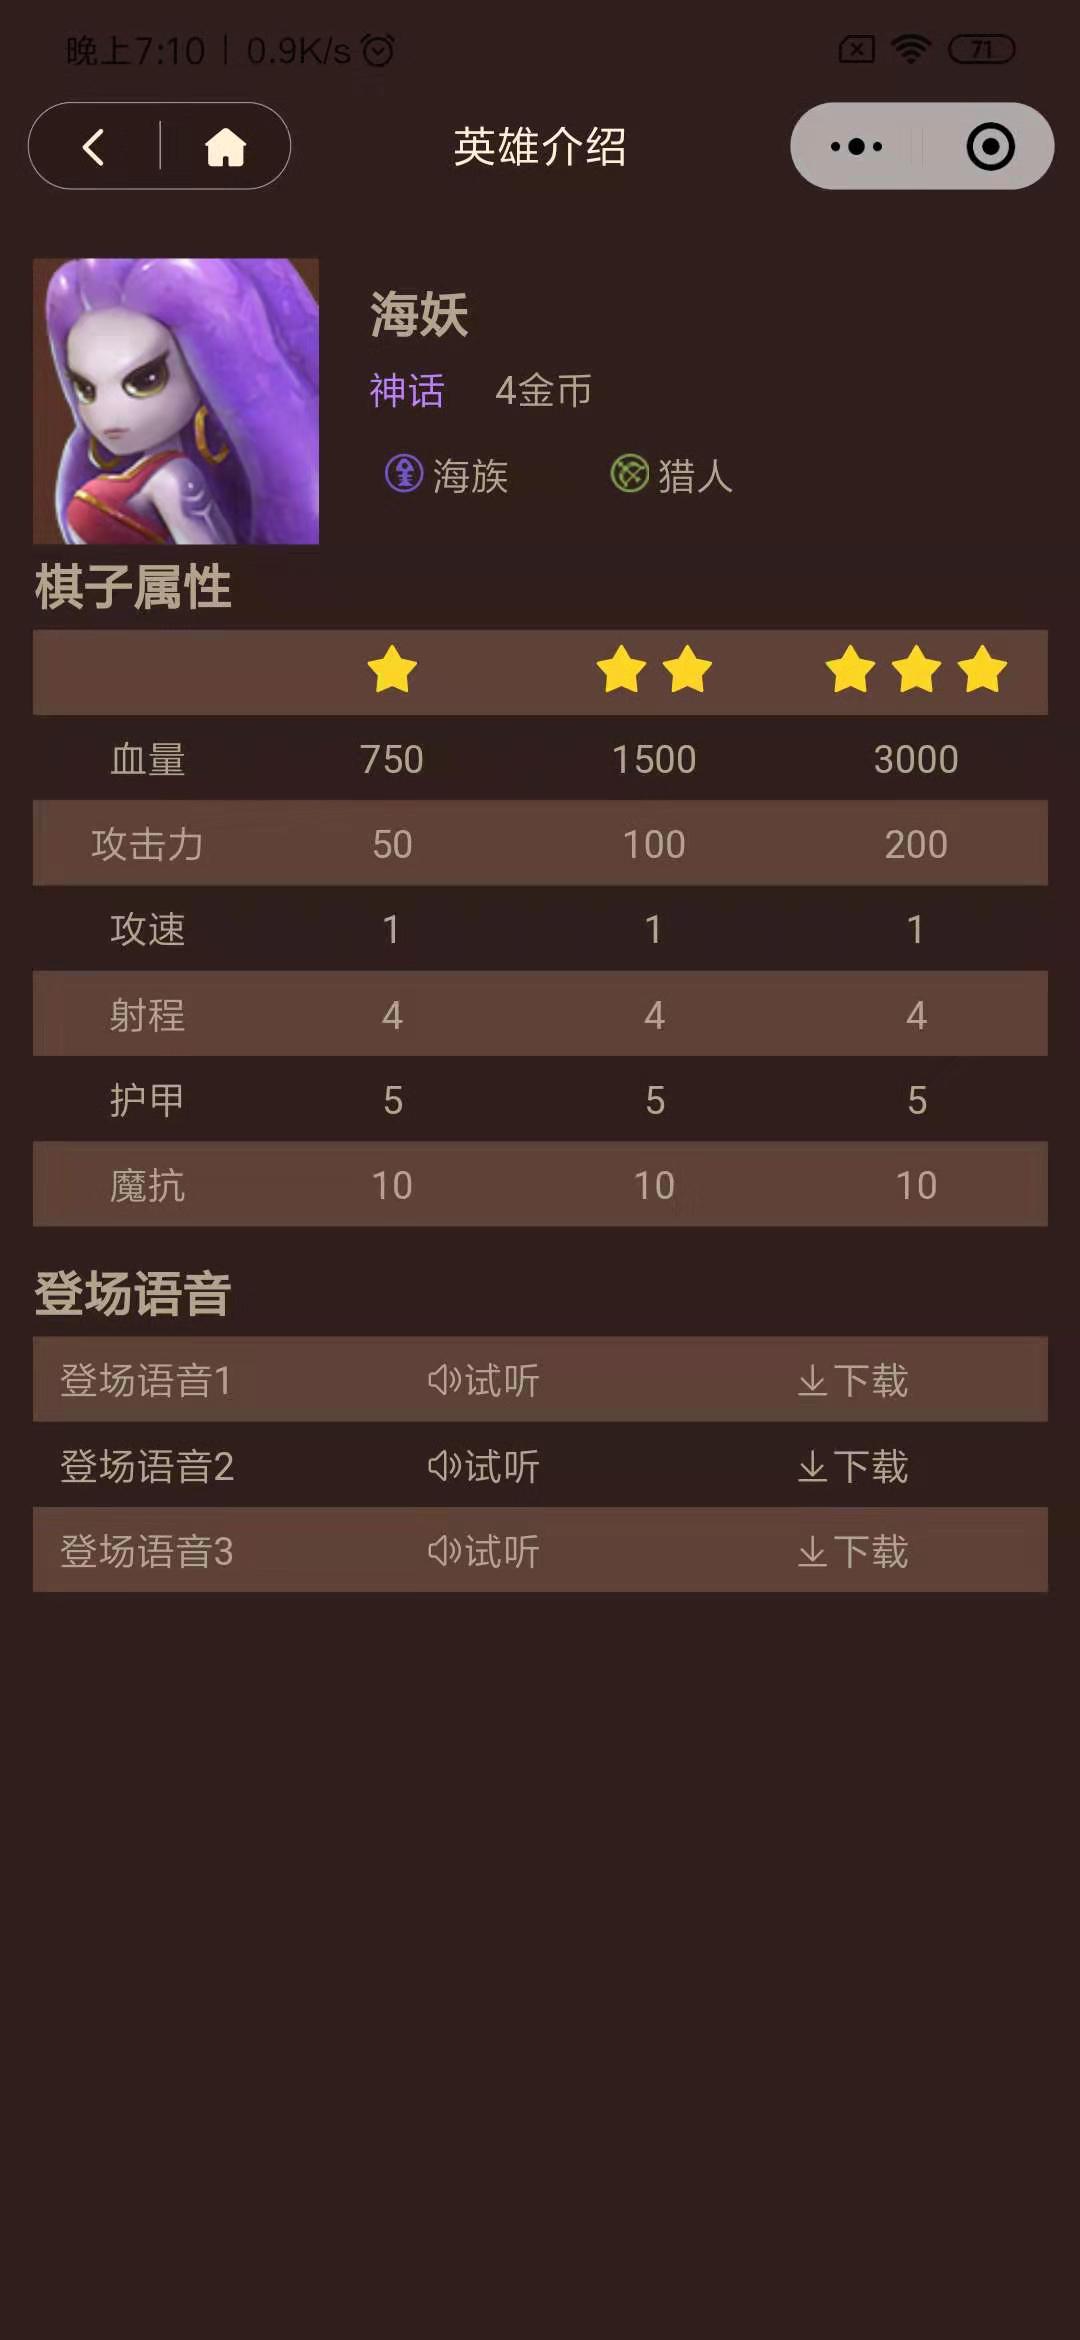 晚上7:10 | 0.9K/s 71
英雄介绍
海妖
神话 4金币
海族 猎人
棋子属性
血量 750 1500 3000
攻击力 50 100 200
攻速 1 1 1
射程 4 4 4
护甲 5 5 5
魔抗 10 10 10
登场语音
登场语音1 试听 下载
登场语音2 试听 下载
登场语音3 试听 下载